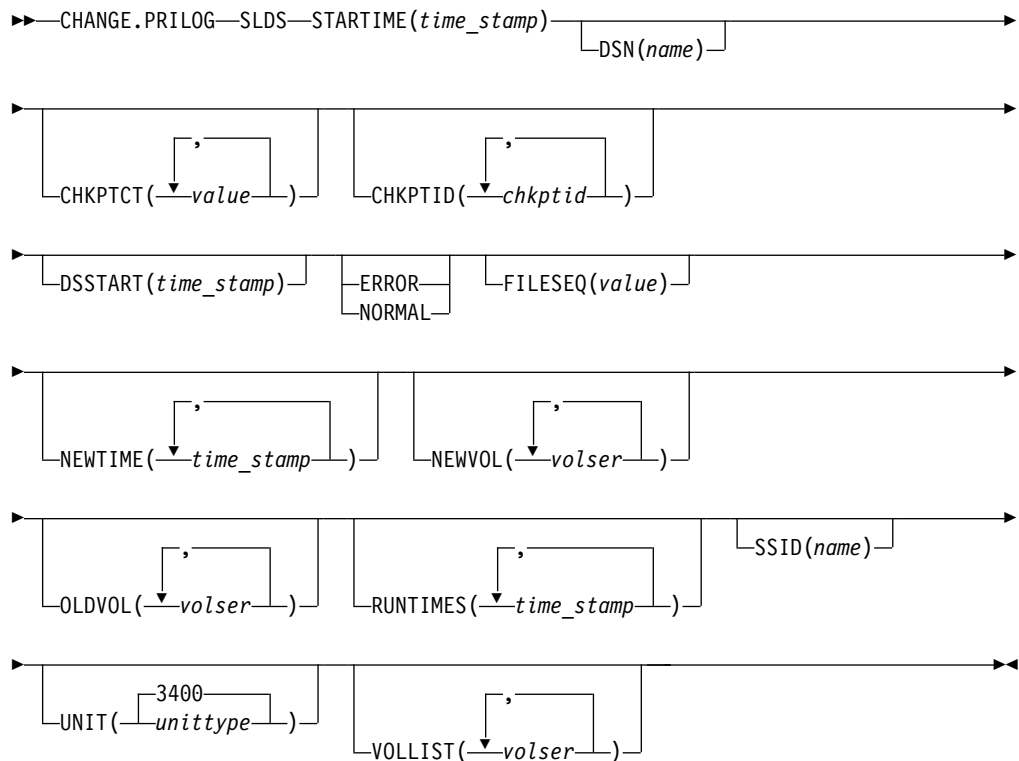 CHANGE.PRILOG SLDS STARTIME(time_stamp)
DSN(name)
, ,
CHKPTCT( value ) CHKPTID( chkptid )
DSSTART(time_stamp) ERROR FILESEQ(value)
NORMAL
, ,
NEWTIME( time_stamp ) NEWVOL( volser )
, , SSID(name)
OLDVOL( volser ) RUNTIMES( time_stamp )
3400 ,
UNIT( unittype ) VOLLIST( volser )